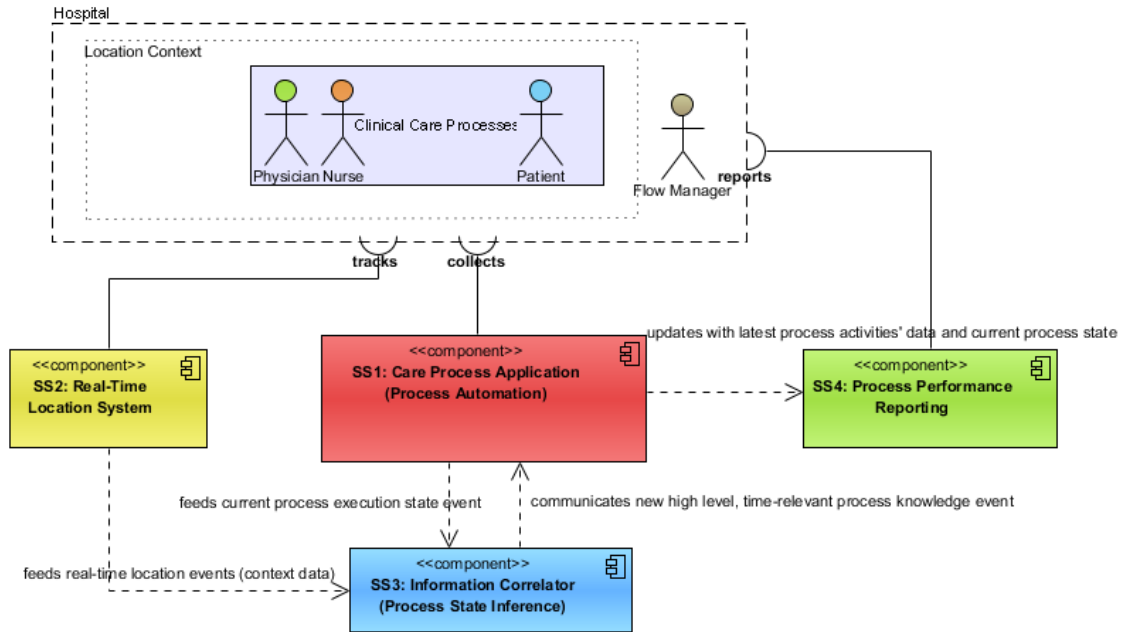 Hospital
Location Context
Clinical Care Processes
Physician Nurse
Patient
Flow Manager
reports
tracks
collects
updates with latest process activities' data and current process state
<<component>>
SS2: Real-Time
Location System
<<component>>
SS1: Care Process Application
(Process Automation)
<<component>>
SS4: Process Performance
Reporting
feeds current process execution state event
communicates new high level, time-relevant process knowledge event
feeds real-time location events (context data)
<<component>>
SS3: Information Correlator
(Process State Inference)